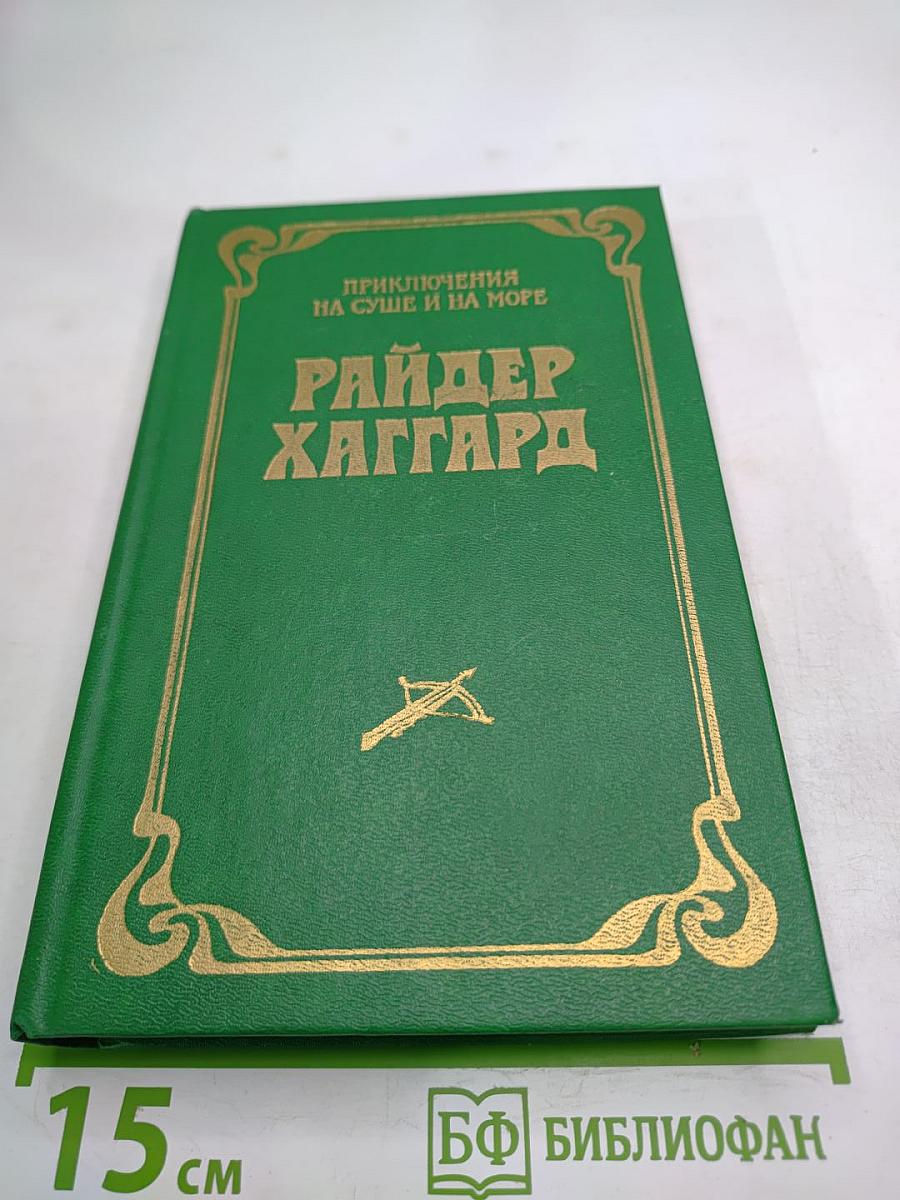 ПРИКЛЮЧЕНИЯ
НА СУШЕ И НА МОРЕ
РАЙДЕР
ХАГГАРД
15 см
БФ БИБЛИОФАН